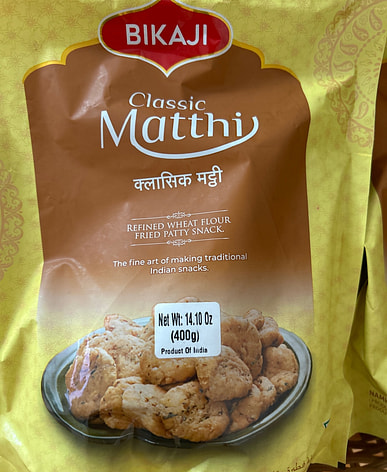 BIKAJI
Classic
Matthi
क्लासिक मट्ठी
REFINED WHEAT FLOUR
FRIED PATTY SNACK.
The fine art of making traditional
Indian snacks.
Net Wt: 14.10 Oz
(400g)
Product Of India